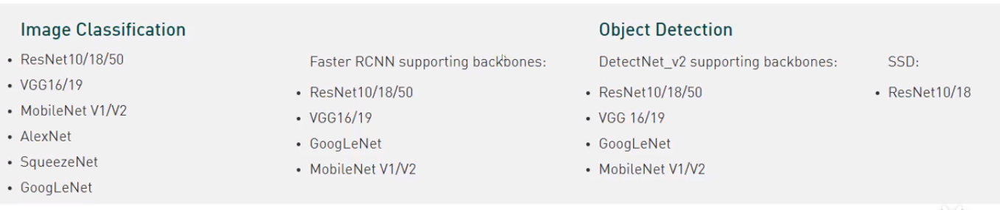 Image Classification
• ResNet10/18/50
• VGG16/19
• MobileNet V1/V2
• AlexNet
• SqueezeNet
• GoogLeNet
Faster RCNN supporting backbones:
• ResNet10/18/50
• VGG16/19
• GoogLeNet
• MobileNet V1/V2
Object Detection
DetectNet_v2 supporting backbones:
• ResNet10/18/50
• VGG 16/19
• GoogLeNet
• MobileNet V1/V2
SSD:
• ResNet10/18